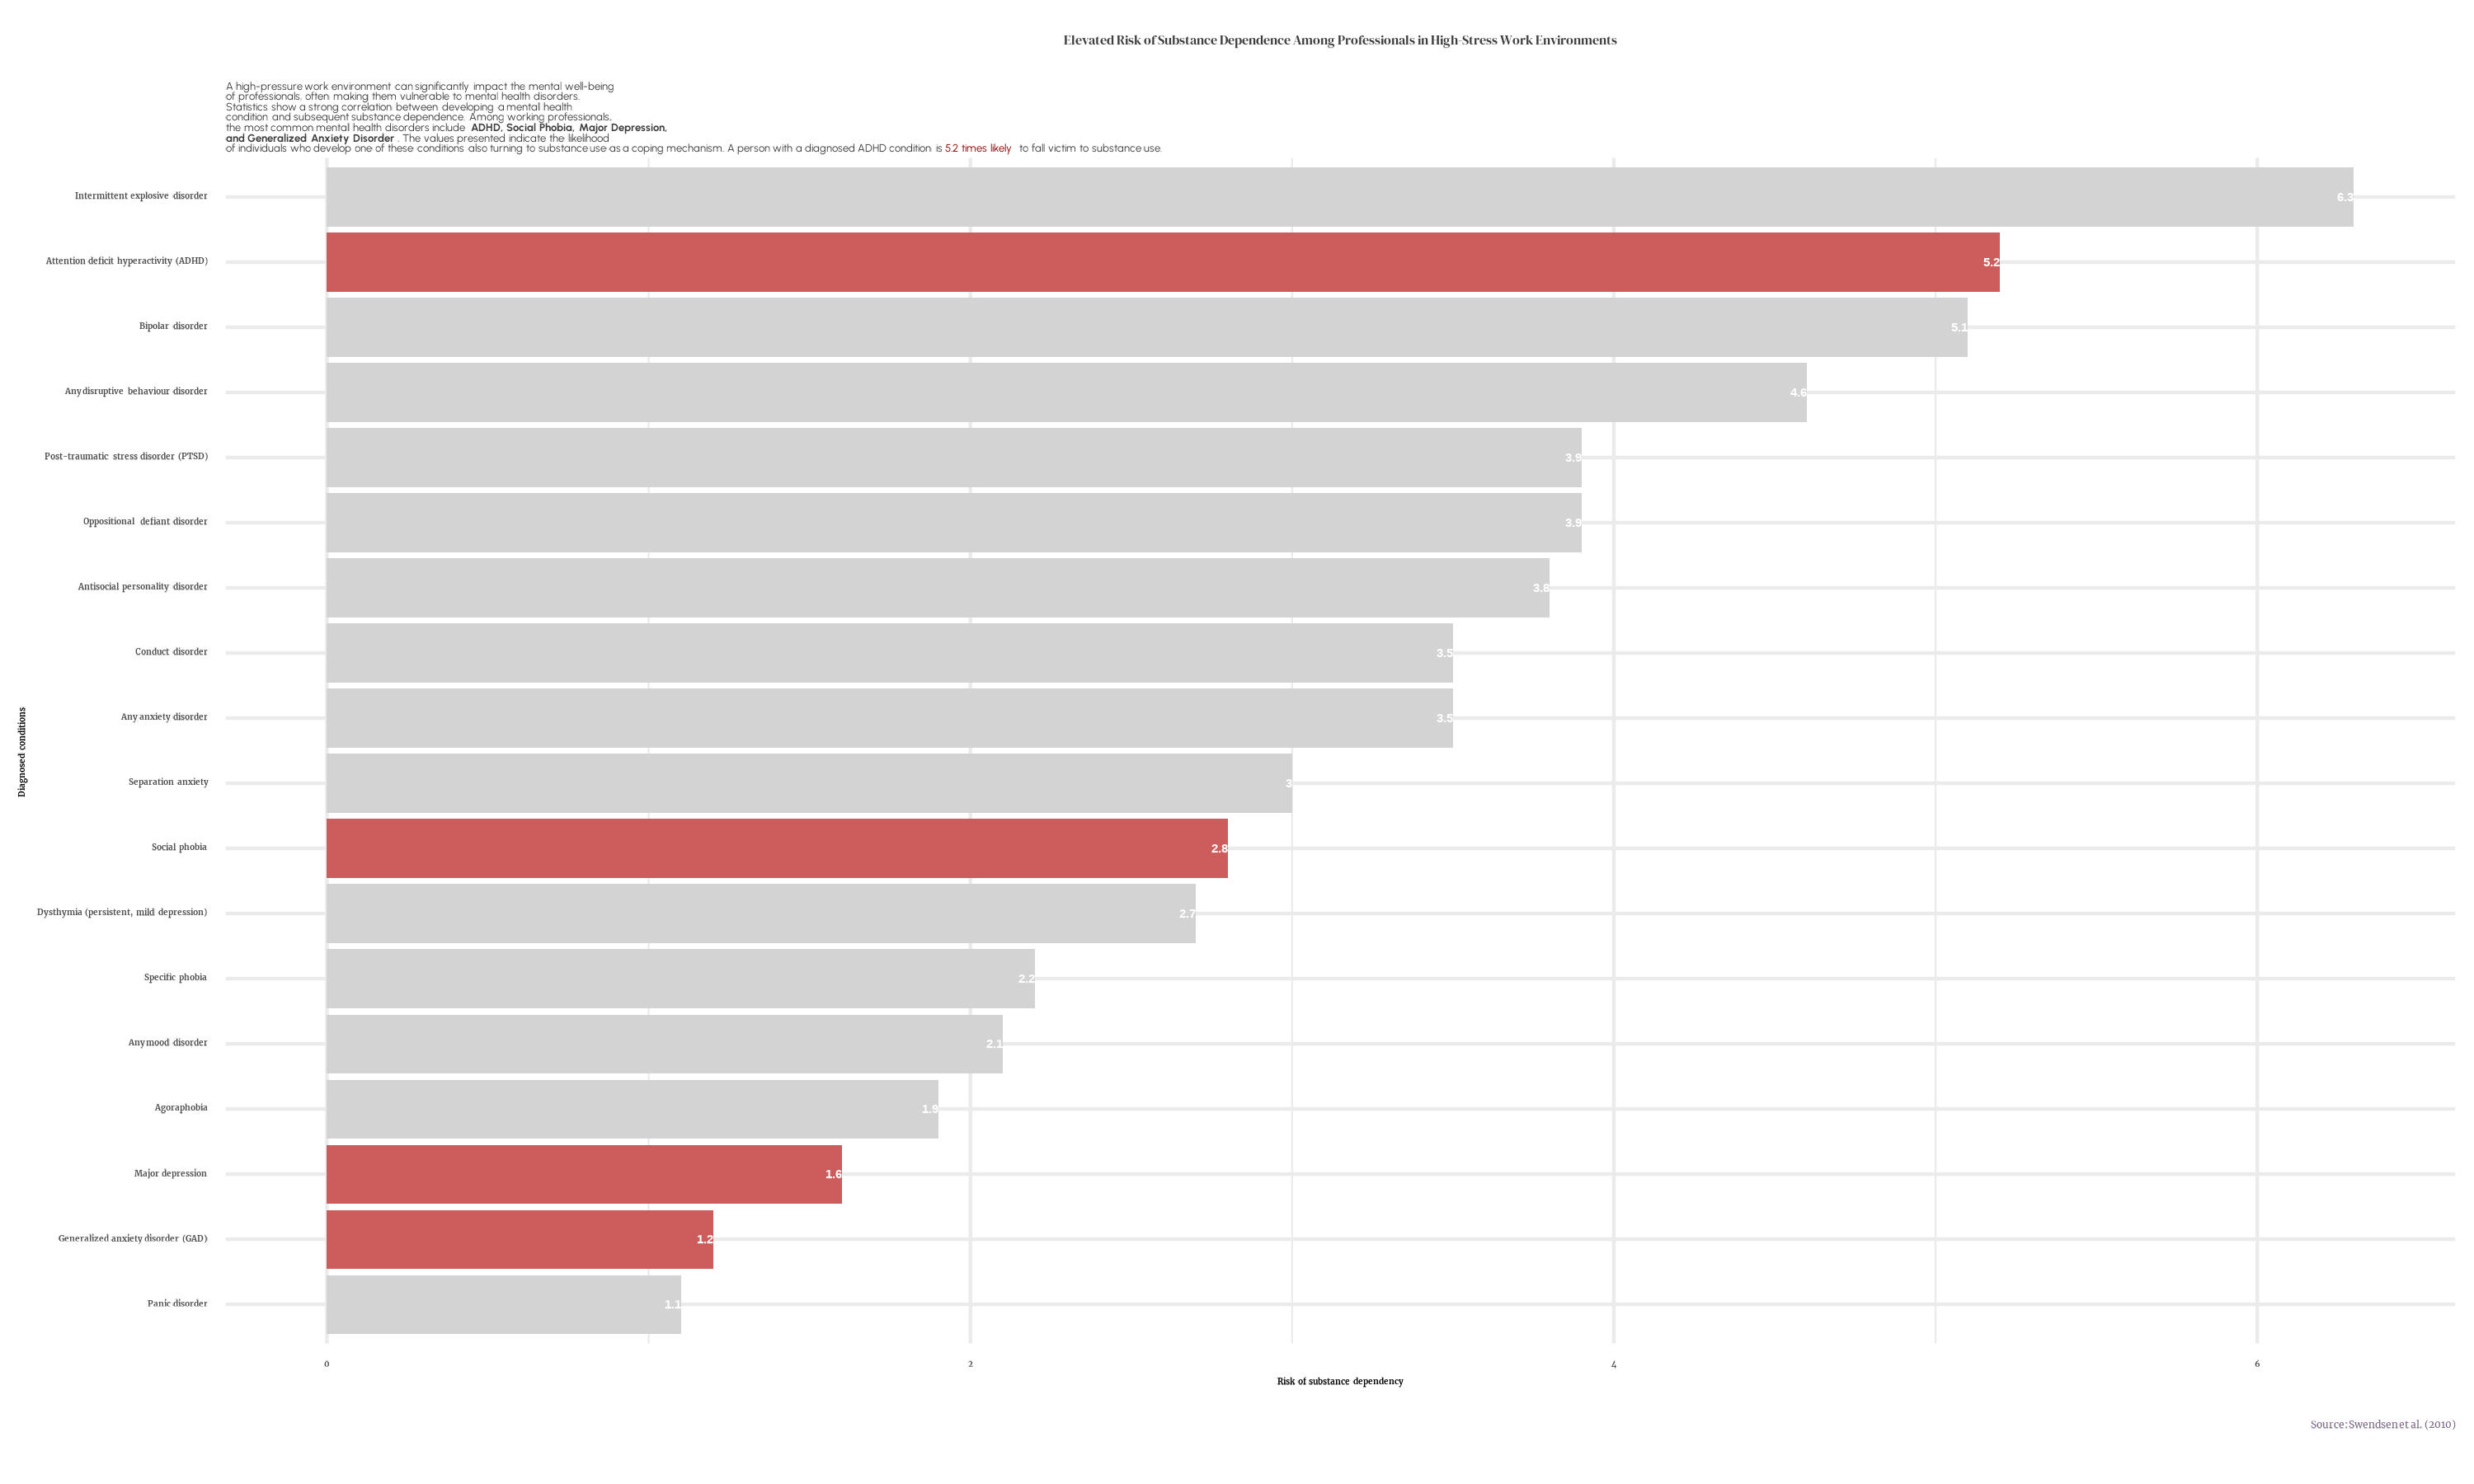 Elevated Risk of Substance Dependence Among Professionals in High-Stress Work Environments
A high-pressure work environment can significantly impact the mental well-being
of professionals, often making them vulnerable to mental health disorders.
Statistics show a strong correlation between developing a mental health
condition and subsequent substance dependence. Among working professionals,
the most common mental health disorders include ADHD, Social Phobia, Major Depression,
and Generalized Anxiety Disorder . The values presented indicate the likelihood
of individuals who develop one of these conditions also turning to substance use as a coping mechanism. A person with a diagnosed ADHD condition is 5.2 times likely to fall victim to substance use.
Intermittent explosive disorder 6.3
Attention deficit hyperactivity (ADHD) 5.2
Bipolar disorder 5.1
Any disruptive behaviour disorder 4.6
Post-traumatic stress disorder (PTSD) 3.9
Oppositional defiant disorder 3.9
Antisocial personality disorder 3.8
Conduct disorder 3.5
Any anxiety disorder 3.5
Separation anxiety 3
Social phobia 2.8
Dysthymia (persistent, mild depression) 2.7
Specific phobia 2.2
Any mood disorder 2.1
Agoraphobia 1.9
Major depression 1.6
Generalized anxiety disorder (GAD) 1.2
Panic disorder 1.1
Diagnosed conditions
0 2 4 6
Risk of substance dependency
Source: Swendsen et al. (2010)